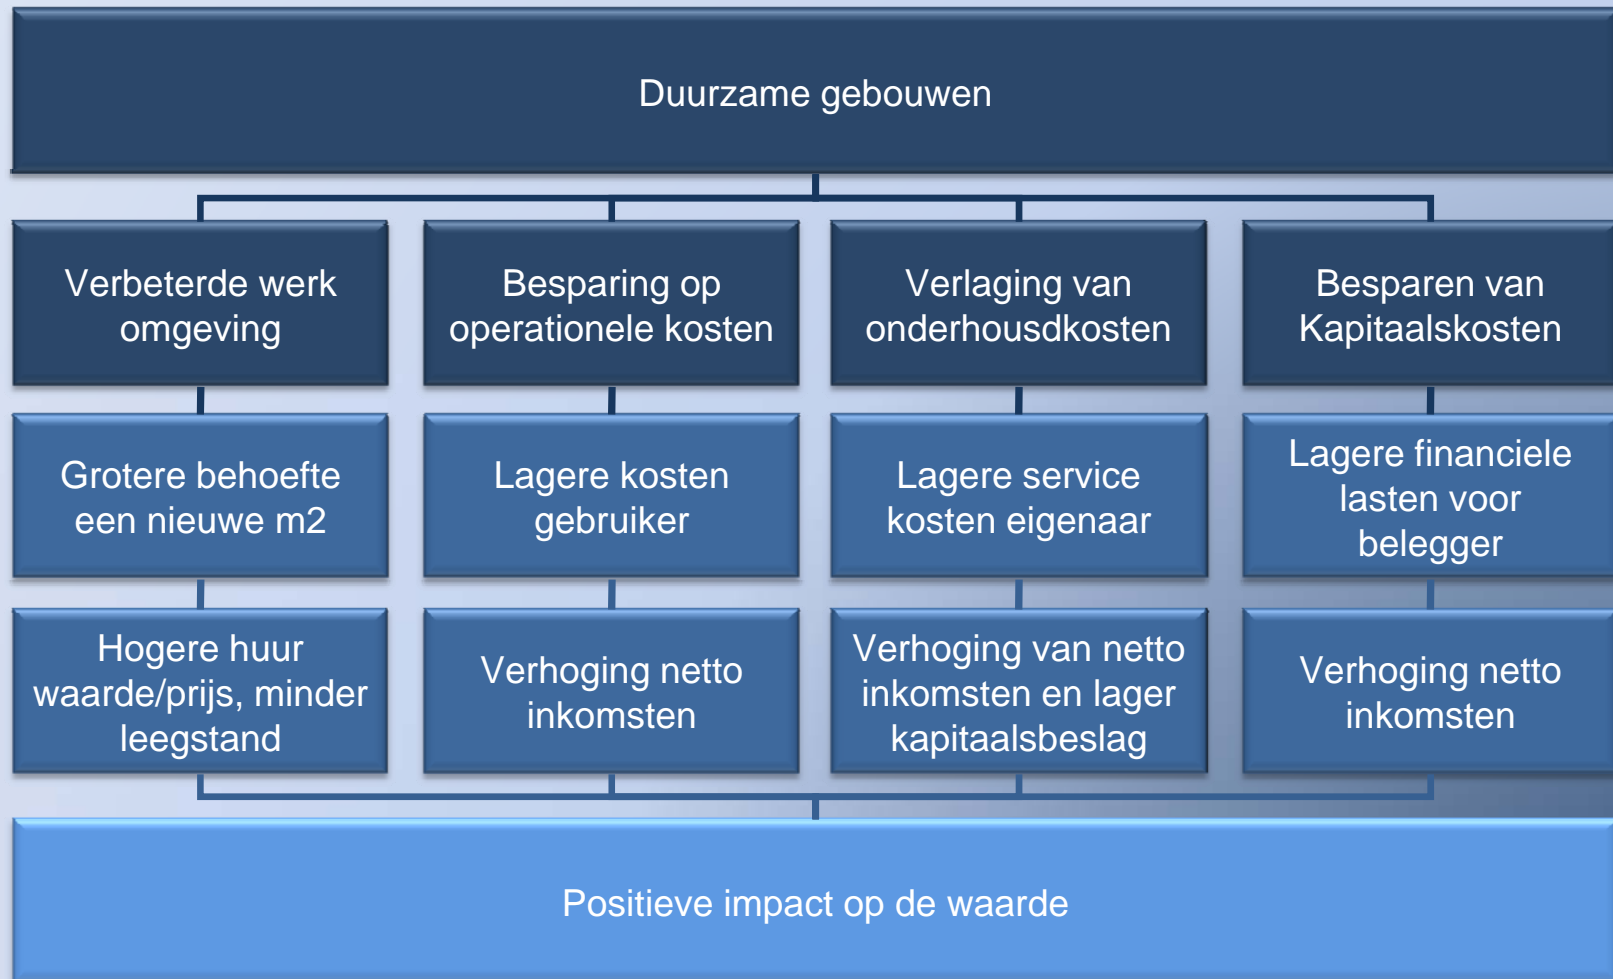 Duurzame gebouwen
Verbeterde werk
omgeving
Besparing op
operationele kosten
Verlaging van
onderhousdkosten
Besparen van
Kapitaalskosten
Grotere behoefte
een nieuwe m2
Lagere kosten
gebruiker
Lagere service
kosten eigenaar
Lagere financiele
lasten voor
belegger
Hogere huur
waarde/prijs, minder
leegstand
Verhoging netto
inkomsten
Verhoging van netto
inkomsten en lager
kapitaalsbeslag
Verhoging netto
inkomsten
Positieve impact op de waarde